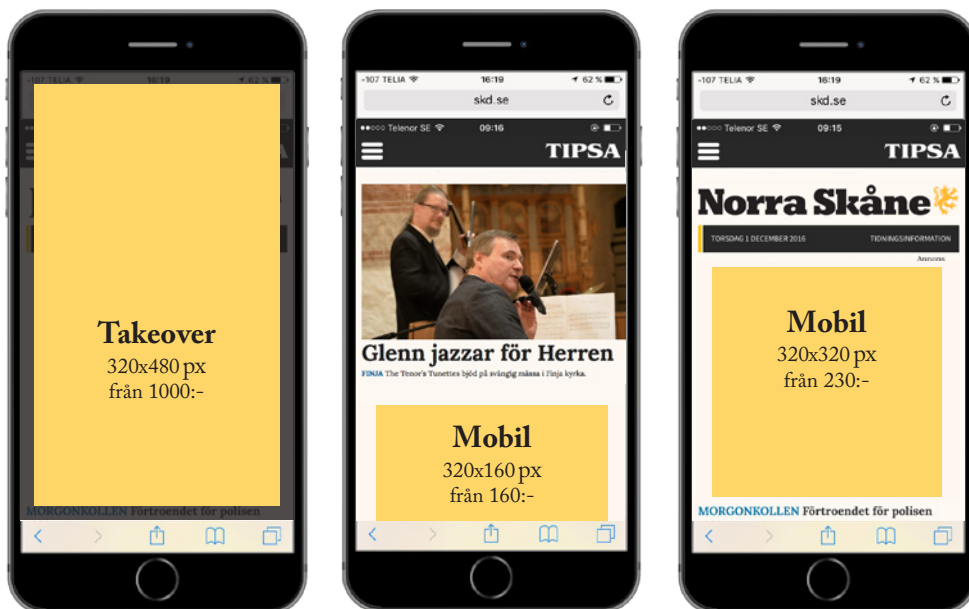 -107 TELIA 16:19 62 %
Takeover
320x480 px
från 1000:-
MORGONKOLLEN Förtroendet för polisen
-107 TELIA 16:19 62 %
skd.se
Telenor SE 09:16
TIPSA
Glenn jazzar för Herren
FINJA The Tenor's Tunettes bjöd på svängig mässa i Finja kyrka.
Mobil
320x160 px
från 160:-
-107 TELIA 16:19 62 %
skd.se
Telenor SE 09:15
TIPSA
Norra Skåne
TORSDAG 1 DECEMBER 2016 TIDNINGSINFORMATION
Annons
Mobil
320x320 px
från 230:-
MORGONKOLLEN Förtroendet för polisen